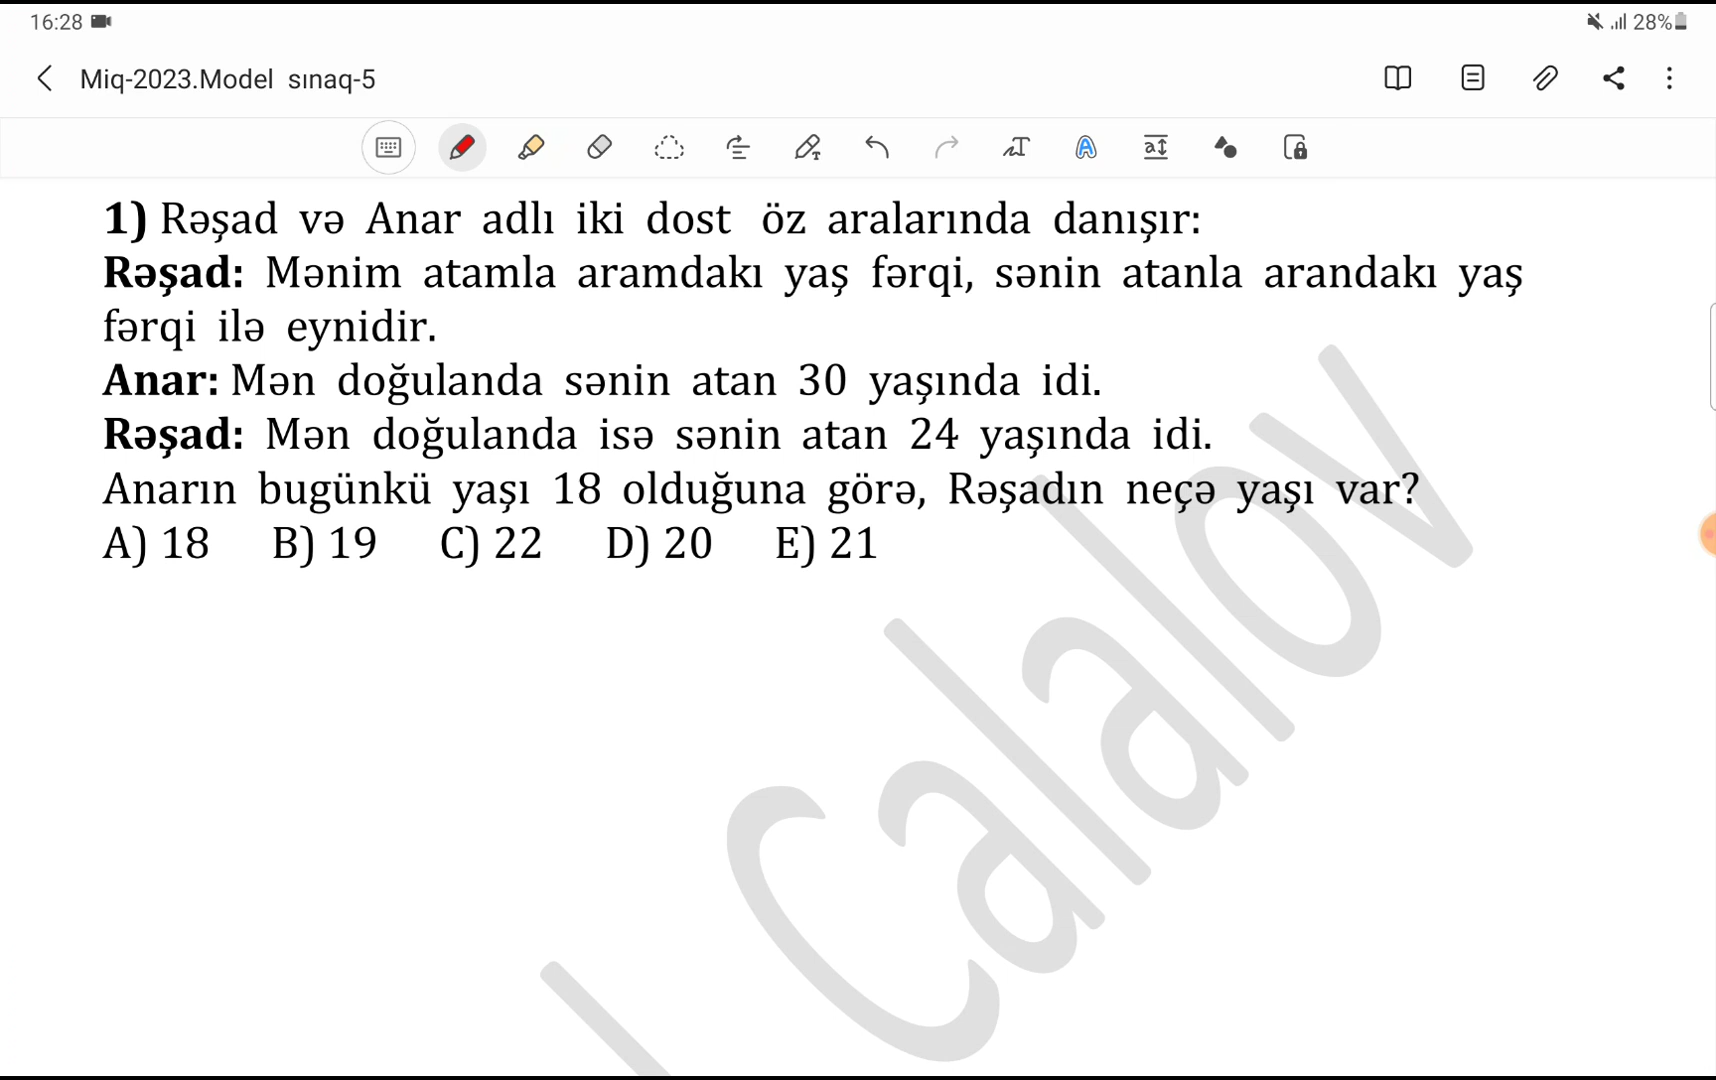 16:28
28%
Miq-2023.Model sınaq-5
1) Rəşad və Anar adlı iki dost öz aralarında danışır:
Rəşad: Mənim atamla aramdakı yaş fərqi, sənin atanla arandakı yaş
fərqi ilə eynidir.
Anar: Mən doğulanda sənin atan 30 yaşında idi.
Rəşad: Mən doğulanda isə sənin atan 24 yaşında idi.
Anarın bugünkü yaşı 18 olduğuna görə, Rəşadın neçə yaşı var?
A) 18 B) 19 C) 22 D) 20 E) 21
Calalov